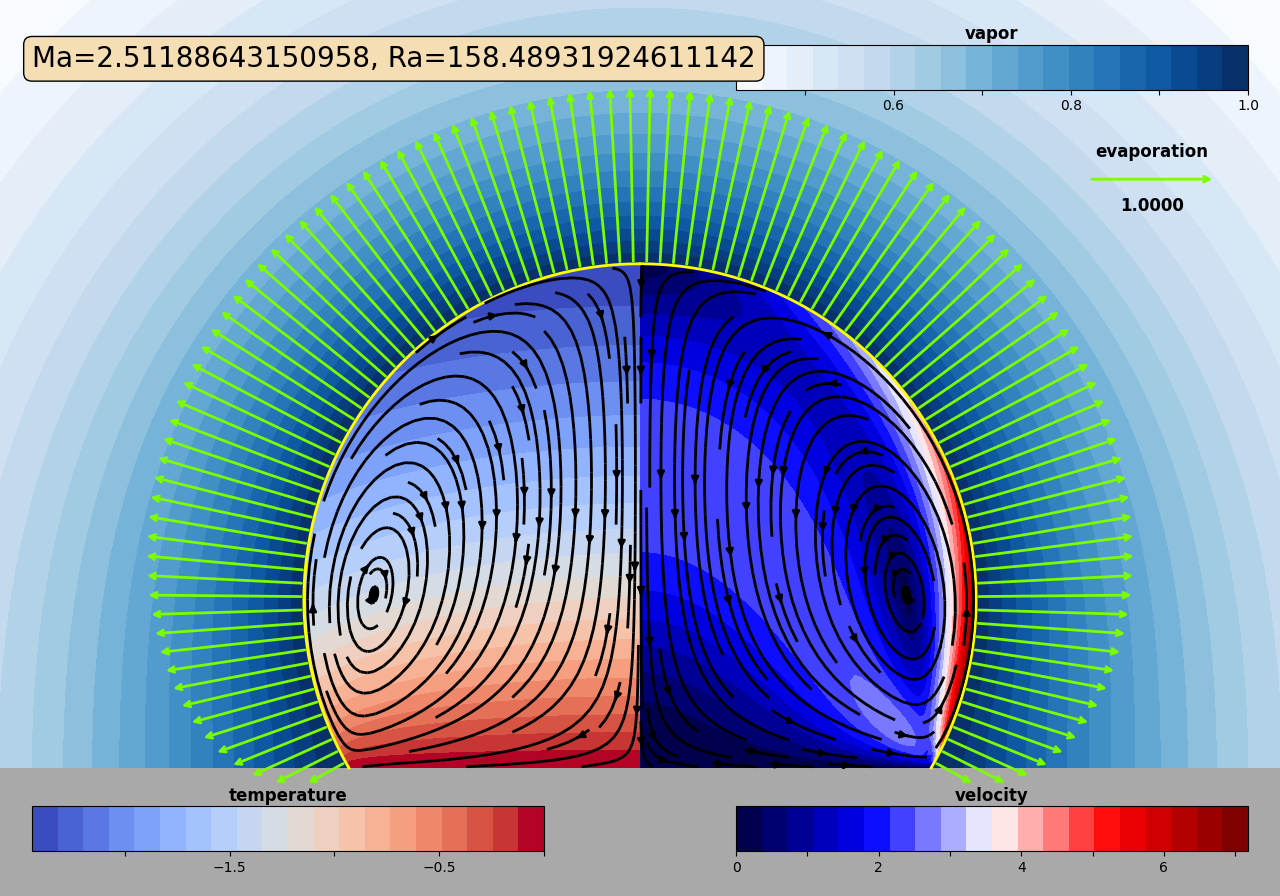 Ma=2.51188643150958, Ra=158.48931924611142
vapor
0.6 0.8 1.0
evaporation
1.0000
temperature
−1.5 −0.5
velocity
0 2 4 6